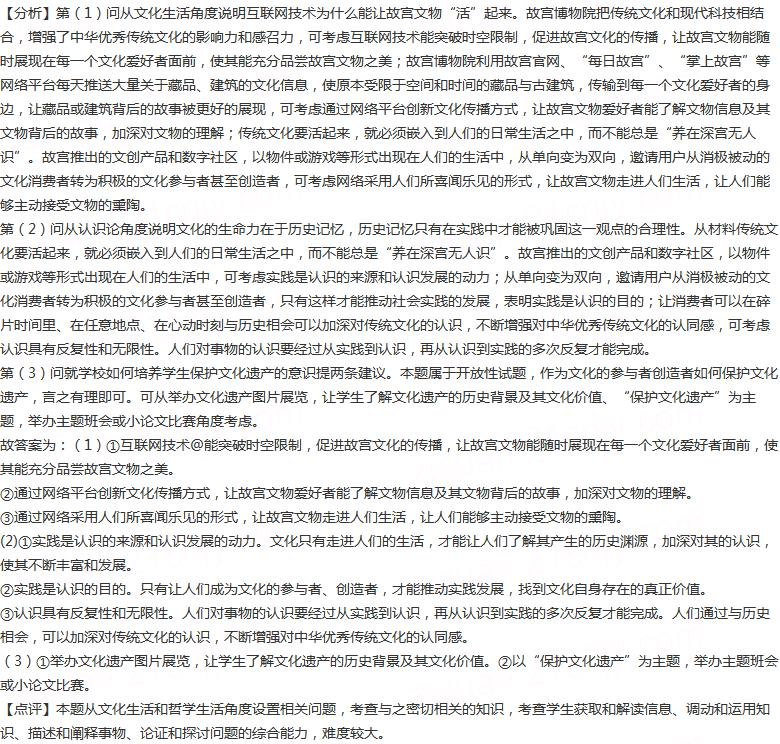 【分析】第（1）问从文化生活角度说明互联网技术为什么能让故宫文物“活”起来。故宫博物院把传统文化和现代科技相结
合，增强了中华优秀传统文化的影响力和感召力，可考虑互联网技术能突破时空限制，促进故宫文化的传播，让故宫文物能随
时展现在每一个文化爱好者面前，使其能充分品尝故宫文物之美；故宫博物院利用故宫官网、“每日故宫”、“掌上故宫”等
网络平台每天推送大量关于藏品、建筑的文化信息，使原本受限于空间和时间的藏品与古建筑，传输到每一个文化爱好者的身
边，让藏品或建筑背后的故事被更好的展现，可考虑通过网络平台创新文化传播方式，让故宫文物爱好者能了解文物信息及其
文物背后的故事，加深对文物的理解；传统文化要活起来，就必须嵌入到人们的日常生活之中，而不能总是“养在深宫无人
识”。故宫推出的文创产品和数字社区，以物件或游戏等形式出现在人们的生活中，从单向变为双向，邀请用户从消极被动的
文化消费者转为积极的文化参与者甚至创造者，可考虑网络采用人们所喜闻乐见的形式，让故宫文物走进人们生活，让人们能
够主动接受文物的熏陶。
第（2）问从认识论角度说明文化的生命力在于历史记忆，历史记忆只有在实践中才能被巩固这一观点的合理性。从材料传统文
化要活起来，就必须嵌入到人们的日常生活之中，而不能总是“养在深宫无人识”。故宫推出的文创产品和数字社区，以物件
或游戏等形式出现在人们的生活中，可考虑实践是认识的来源和认识发展的动力；从单向变为双向，邀请用户从消极被动的文
化消费者转为积极的文化参与者甚至创造者，只有这样才能推动社会实践的发展，表明实践是认识的目的；让消费者可以在碎
片时间里、在任意地点、在心动时刻与历史相会可以加深对传统文化的认识，不断增强对中华优秀传统文化的认同感，可考虑
认识具有反复性和无限性。人们对事物的认识要经过从实践到认识，再从认识到实践的多次反复才能完成。
第（3）问就学校如何培养学生保护文化遗产的意识提两条建议。本题属于开放性试题，作为文化的参与者创造者如何保护文化
遗产，言之有理即可。可从举办文化遗产图片展览，让学生了解文化遗产的历史背景及其文化价值、“保护文化遗产”为主
题，举办主题班会或小论文比赛角度考虑。
故答案为：（1）①互联网技术@能突破时空限制，促进故宫文化的传播，让故宫文物能随时展现在每一个文化爱好者面前，使
其能充分品尝故宫文物之美。
②通过网络平台创新文化传播方式，让故宫文物爱好者能了解文物信息及其文物背后的故事，加深对文物的理解。
③通过网络采用人们所喜闻乐见的形式，让故宫文物走进人们生活，让人们能够主动接受文物的熏陶。
(2)①实践是认识的来源和认识发展的动力。文化只有走进人们的生活，才能让人们了解其产生的历史渊源，加深对其的认识，
使其不断丰富和发展。
②实践是认识的目的。只有让人们成为文化的参与者、创造者，才能推动实践发展，找到文化自身存在的真正价值。
③认识具有反复性和无限性。人们对事物的认识要经过从实践到认识，再从认识到实践的多次反复才能完成。人们通过与历史
相会，可以加深对传统文化的认识，不断增强对中华优秀传统文化的认同感。
（3）①举办文化遗产图片展览，让学生了解文化遗产的历史背景及其文化价值。②以“保护文化遗产”为主题，举办主题班会
或小论文比赛。
【点评】本题从文化生活和哲学生活角度设置相关问题，考查与之密切相关的知识，考查学生获取和解读信息、调动和运用知
识、描述和阐释事物、论证和探讨问题的综合能力，难度较大。